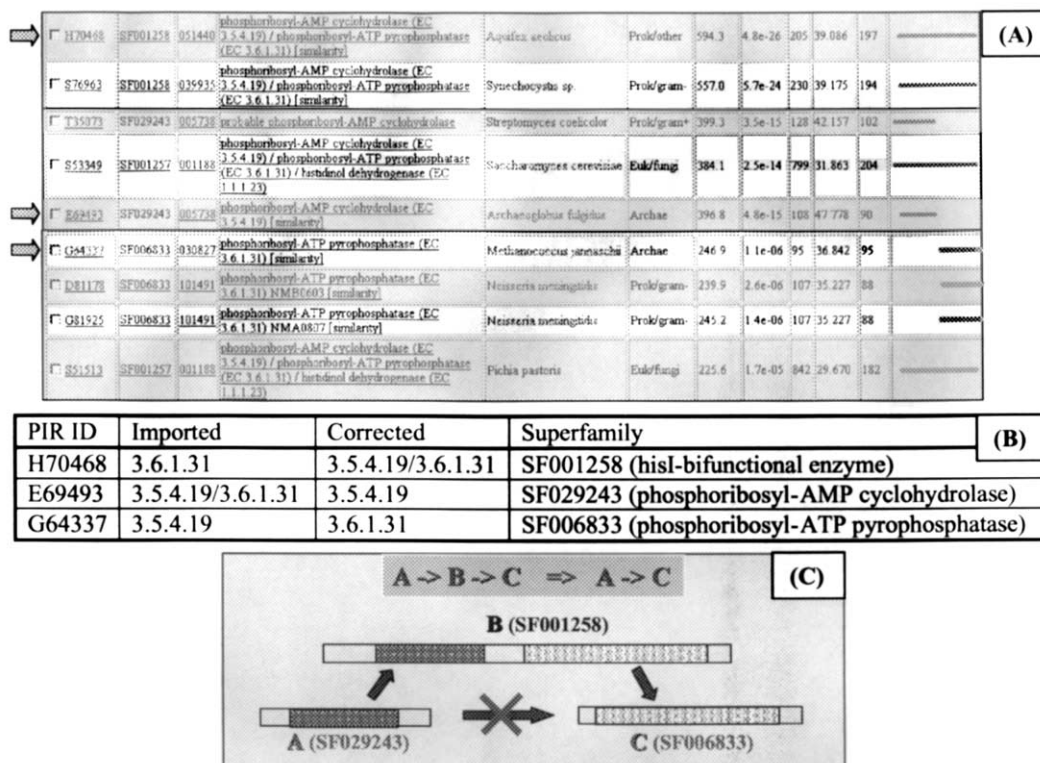 (A)
phosphoribosyl-AMP cyclohydrolase (EC
H70468 SF001258 051440 3.5.4.19) / phosphoribosyl-ATP pyrophosphatase Aquifex aeolicus Prok/other 594.3 4.8e-26 205 39.086 197
(EC 3.6.1.31) [similarity]
phosphoribosyl-AMP cyclohydrolase (EC
S76963 SF001258 039935 3.5.4.19) / phosphoribosyl-ATP pyrophosphatase Synechocystis sp. Prok/gram- 557.0 5.7e-24 230 39.175 194
(EC 3.6.1.31) [similarity]
T35073 SF029243 005738 probable phosphoribosyl-AMP cyclohydrolase Streptomyces coelicolor Prok/gram+ 399.3 3.5e-15 128 42.157 102
phosphoribosyl-AMP cyclohydrolase (EC
S53349 SF001257 001188 3.5.4.19) / phosphoribosyl-ATP pyrophosphatase Saccharomyces cerevisiae Euk/fungi 384.1 2.5e-14 799 31.863 204
(EC 3.6.1.31) / histidinol dehydrogenase (EC
1.1.1.23)
E69493 SF029243 005738 phosphoribosyl-AMP cyclohydrolase (EC Archaeoglobus fulgidus Archae 396.8 4.8e-15 108 47.778 90
3.5.4.19) [similarity]
G64337 SF006833 030827 phosphoribosyl-ATP pyrophosphatase (EC Methanococcus jannaschii Archae 246.9 1.1e-06 95 36.842 95
3.6.1.31) [similarity]
D81178 SF006833 101491 phosphoribosyl-ATP pyrophosphatase (EC Neisseria meningitidis Prok/gram- 239.9 2.6e-06 107 35.227 88
3.6.1.31) NMB0603 [similarity]
G81925 SF006833 101491 phosphoribosyl-ATP pyrophosphatase (EC Neisseria meningitidis Prok/gram- 245.2 1.4e-06 107 35.227 88
3.6.1.31) NMA0807 [similarity]
phosphoribosyl-AMP cyclohydrolase (EC
S51513 SF001257 001188 3.5.4.19) / phosphoribosyl-ATP pyrophosphatase Pichia pastoris Euk/fungi 225.6 1.7e-05 842 29.670 182
(EC 3.6.1.31) / histidinol dehydrogenase (EC
1.1.1.23)
(B)
PIR ID Imported Corrected Superfamily
H70468 3.6.1.31 3.5.4.19/3.6.1.31 SF001258 (hisI-bifunctional enzyme)
E69493 3.5.4.19/3.6.1.31 3.5.4.19 SF029243 (phosphoribosyl-AMP cyclohydrolase)
G64337 3.5.4.19 3.6.1.31 SF006833 (phosphoribosyl-ATP pyrophosphatase)
(C)
A -> B -> C => A -> C
B (SF001258)
A (SF029243)
C (SF006833)